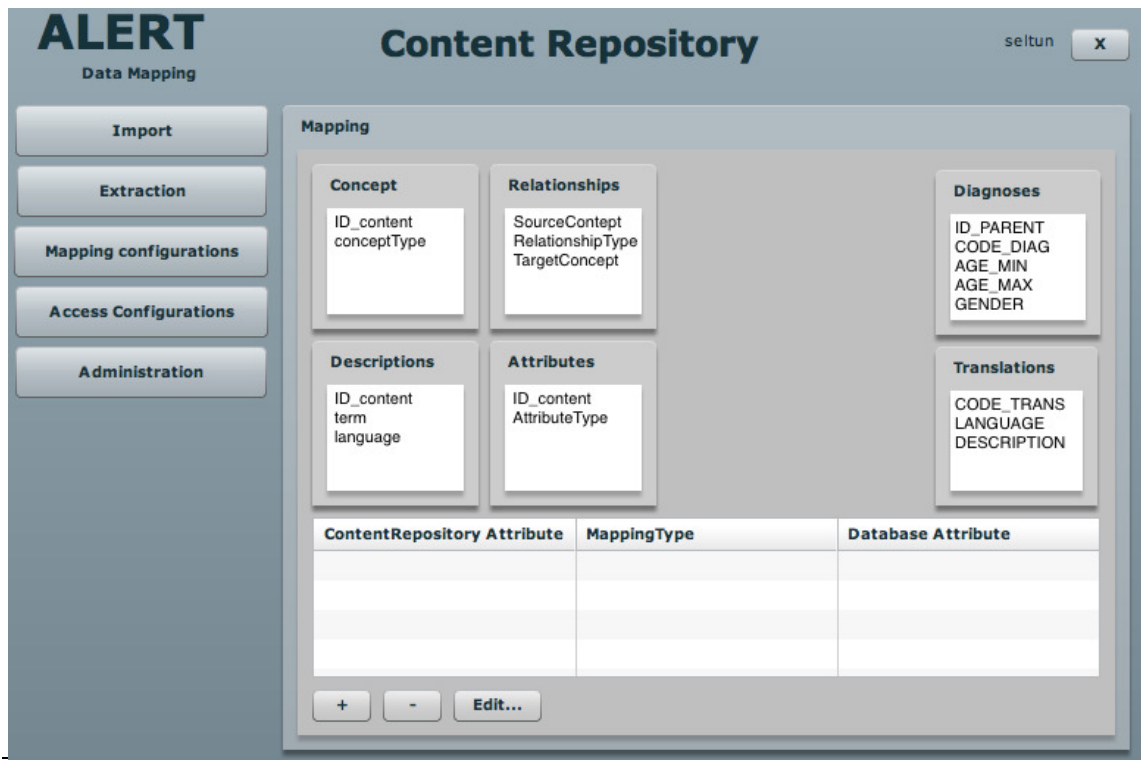 ALERT
Data Mapping
Content Repository
seltun
X
Import
Extraction
Mapping configurations
Access Configurations
Administration
Mapping
Concept
ID_content
conceptType
Relationships
SourceContept
RelationshipType
TargetConcept
Diagnoses
ID_PARENT
CODE_DIAG
AGE_MIN
AGE_MAX
GENDER
Descriptions
ID_content
term
language
Attributes
ID_content
AttributeType
Translations
CODE_TRANS
LANGUAGE
DESCRIPTION
ContentRepository Attribute MappingType Database Attribute
+ - Edit...